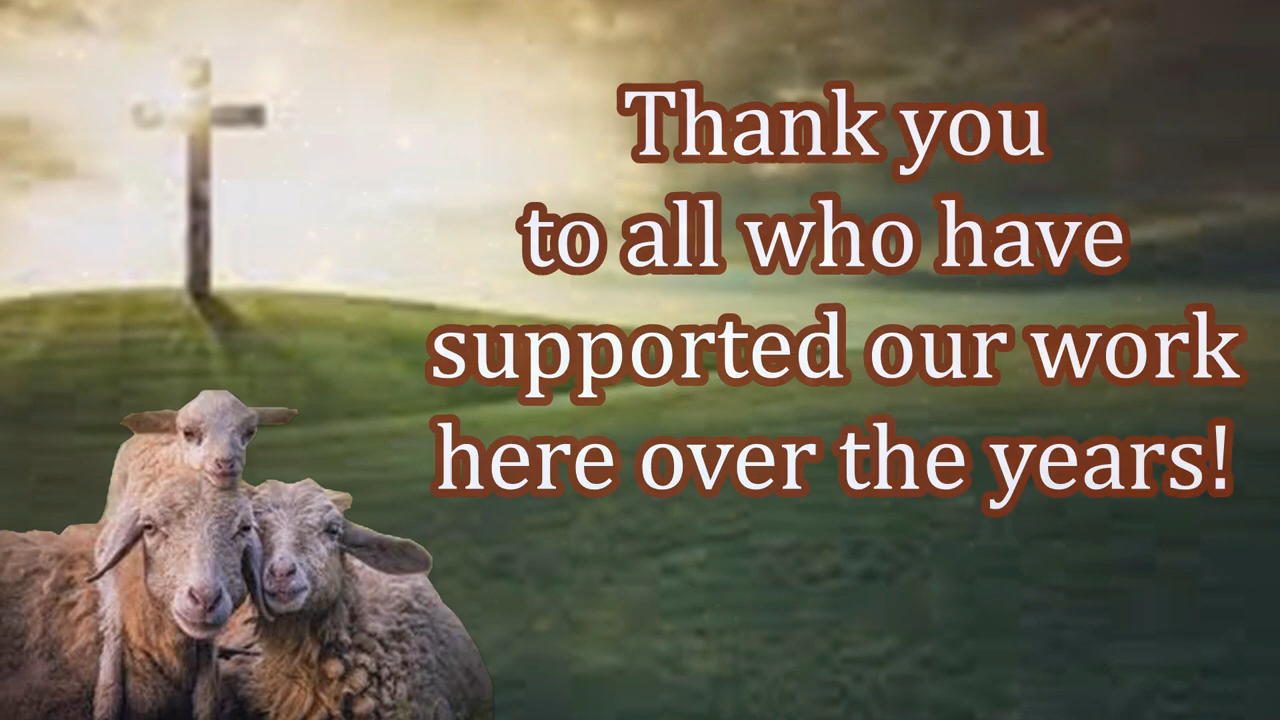 Thank you
to all who have
supported our work
here over the years!